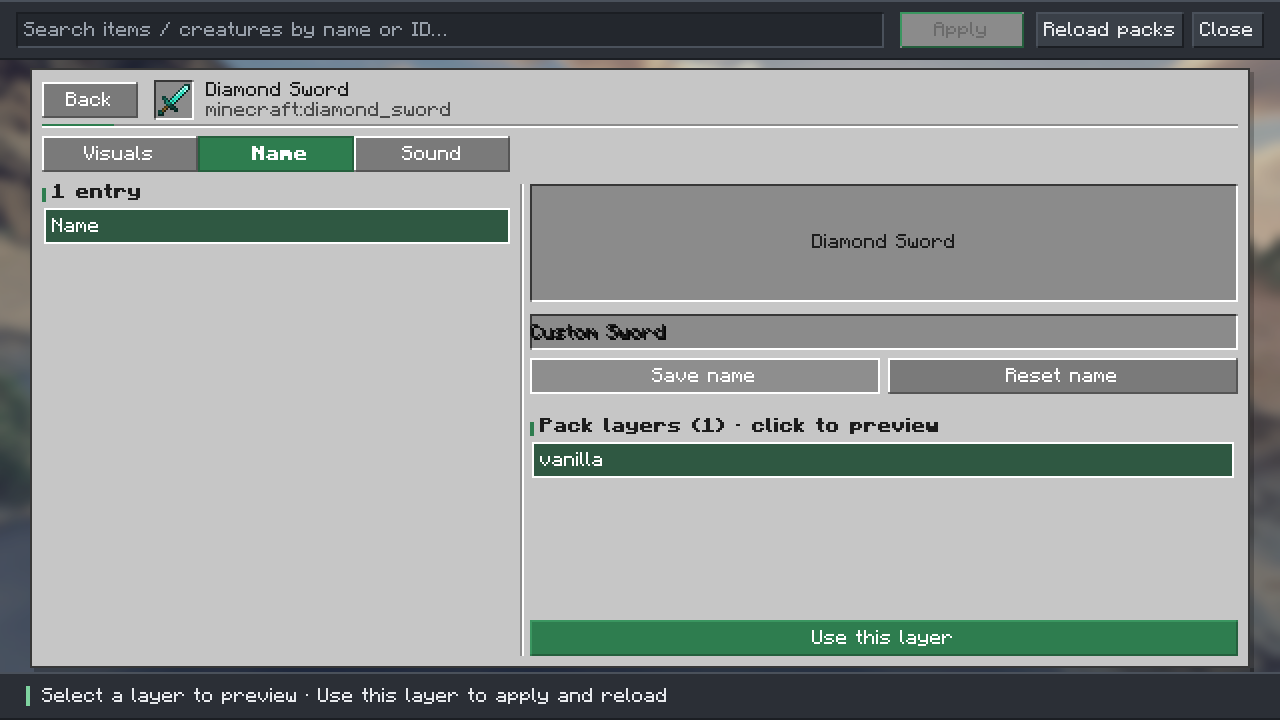 Search items / creatures by name or ID...
Apply
Reload packs
Close
Back
Diamond Sword
minecraft:diamond_sword
Visuals
Name
Sound
1 entry
Name
Diamond Sword
Custom Sword
Save name
Reset name
Pack layers (1) · click to preview
vanilla
Use this layer
Select a layer to preview · Use this layer to apply and reload